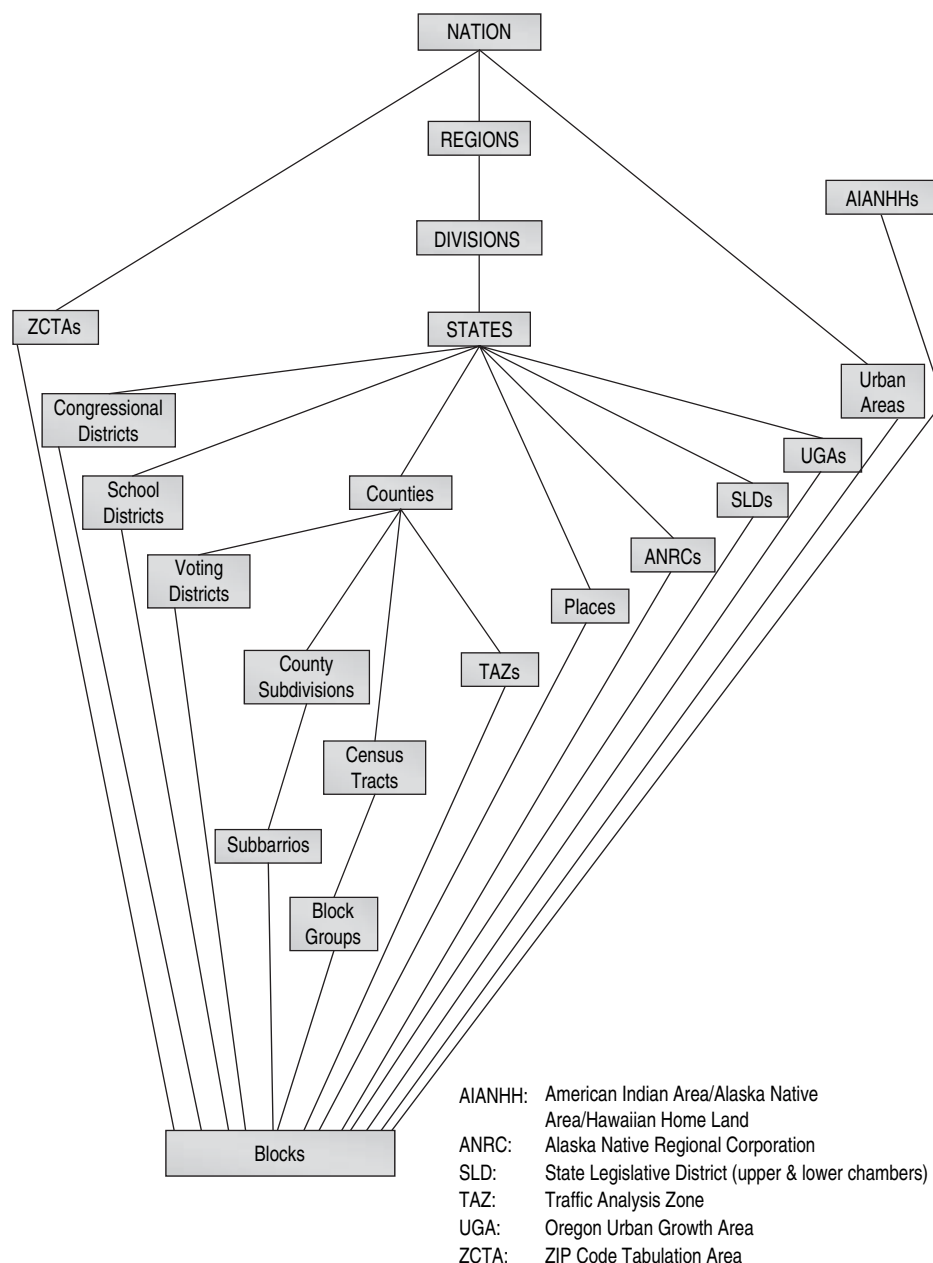 NATION
REGIONS
AIANHHs
DIVISIONS
ZCTAs
STATES
Urban
Areas
Congressional
Districts
UGAs
School
Districts
Counties
SLDs
ANRCs
Voting
Districts
Places
County
Subdivisions
TAZs
Census
Tracts
Subbarrios
Block
Groups
Blocks
AIANHH: American Indian Area/Alaska Native
Area/Hawaiian Home Land
ANRC: Alaska Native Regional Corporation
SLD: State Legislative District (upper & lower chambers)
TAZ: Traffic Analysis Zone
UGA: Oregon Urban Growth Area
ZCTA: ZIP Code Tabulation Area